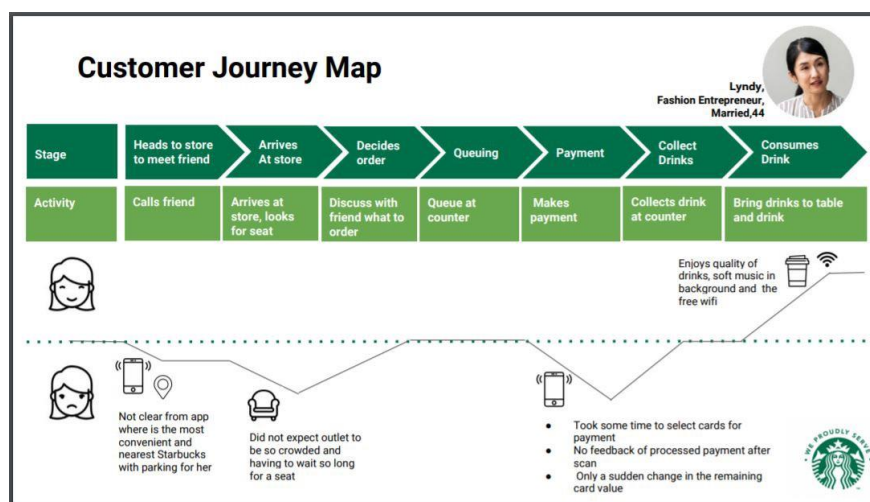 Customer Journey Map
Lyndy,
Fashion Entrepreneur,
Married,44
Stage
Heads to store
to meet friend
Arrives
At store
Decides
order
Queuing
Payment
Collect
Drinks
Consumes
Drink
Activity
Calls friend
Arrives at
store, looks
for seat
Discuss with
friend what to
order
Queue at
counter
Makes
payment
Collects drink
at counter
Bring drinks to table
and drink
Enjoys quality of
drinks, soft music in
background and the
free wifi
Not clear from app
where is the most
convenient and
nearest Starbucks
with parking for her
Did not expect outlet to
be so crowded and
having to wait so long
for a seat
● Took some time to select cards for
payment
● No feedback of processed payment after
scan
● Only a sudden change in the remaining
card value
WE PROUDLY SERVE